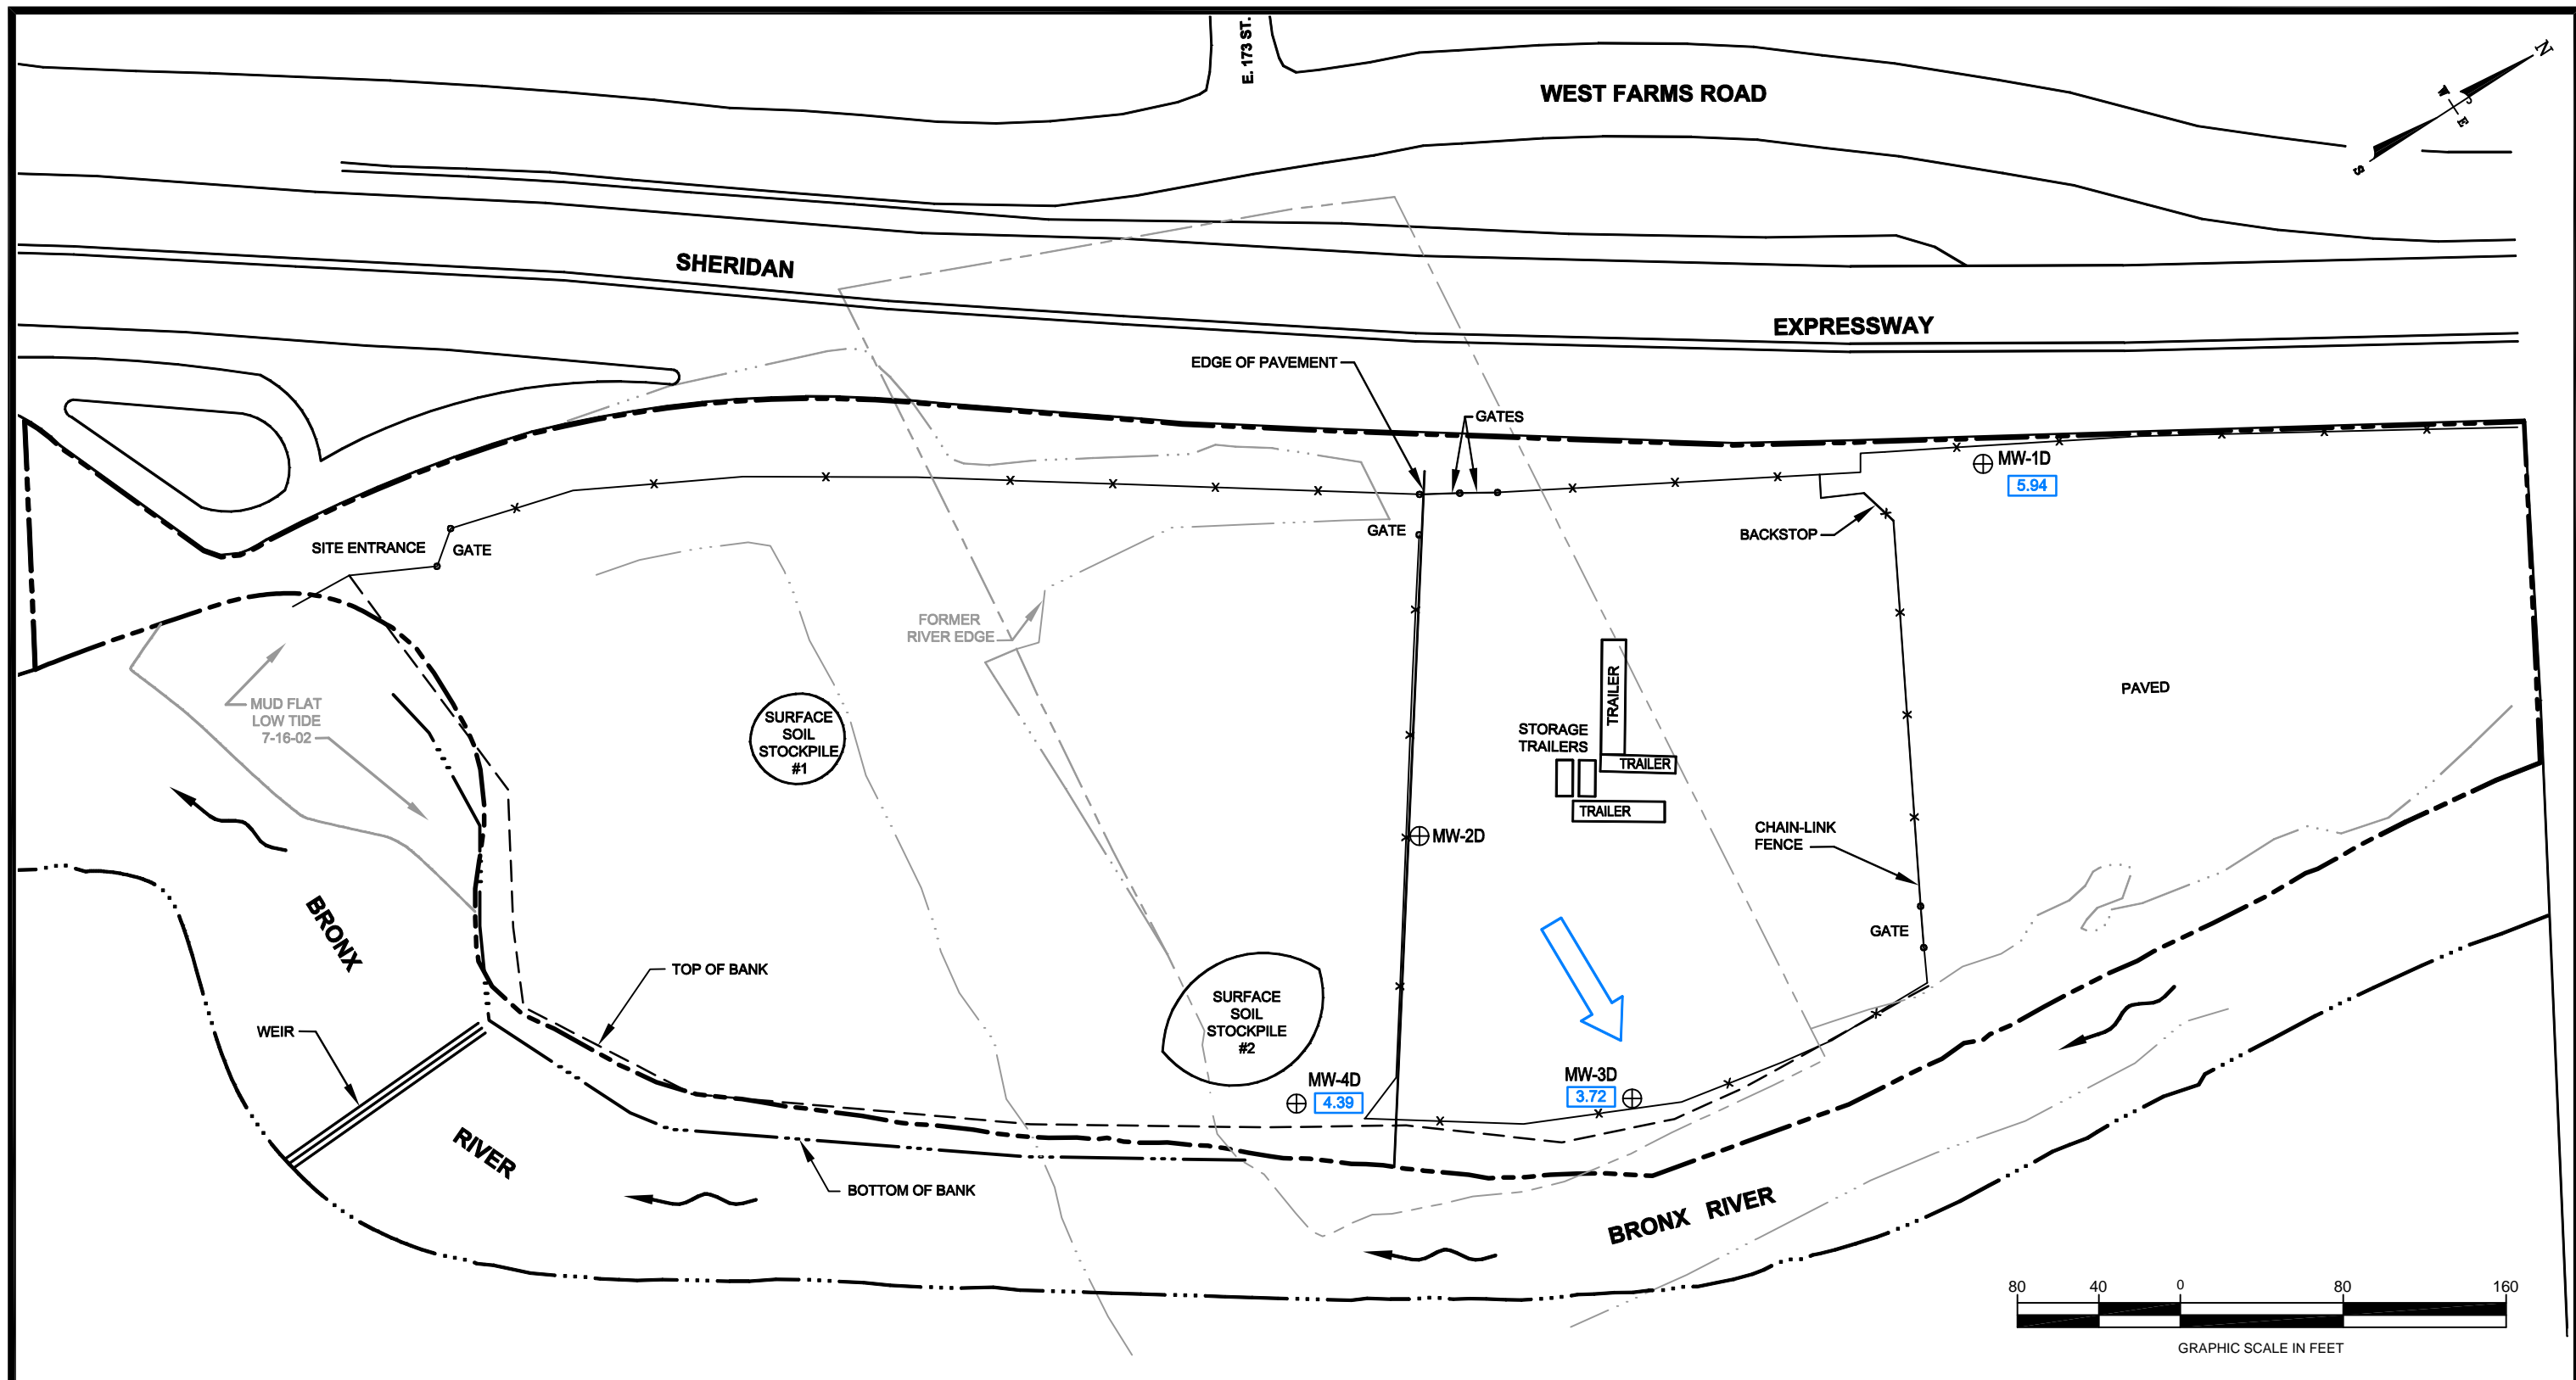 E. 173 ST.
WEST FARMS ROAD
N
W
E
S
SHERIDAN
EXPRESSWAY
EDGE OF PAVEMENT
GATES
MW-1D
5.94
SITE ENTRANCE
GATE
GATE
BACKSTOP
FORMER
RIVER EDGE
MUD FLAT
LOW TIDE
7-16-02
SURFACE
SOIL
STOCKPILE
#1
TRAILER
STORAGE
TRAILERS
TRAILER
TRAILER
PAVED
MW-2D
CHAIN-LINK
FENCE
GATE
BRONX
RIVER
TOP OF BANK
WEIR
SURFACE
SOIL
STOCKPILE
#2
MW-4D
4.39
MW-3D
3.72
BOTTOM OF BANK
BRONX RIVER
80 40 0 80 160
GRAPHIC SCALE IN FEET